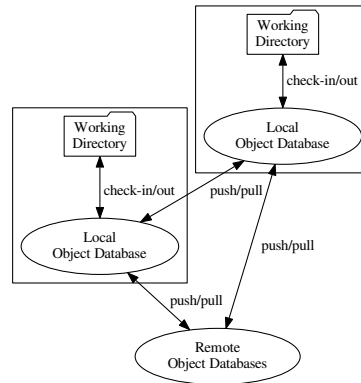 Working
Directory
check-in/out
Local
Object Database
Working
Directory
check-in/out
push/pull
Local
Object Database
push/pull
push/pull
Remote
Object Databases